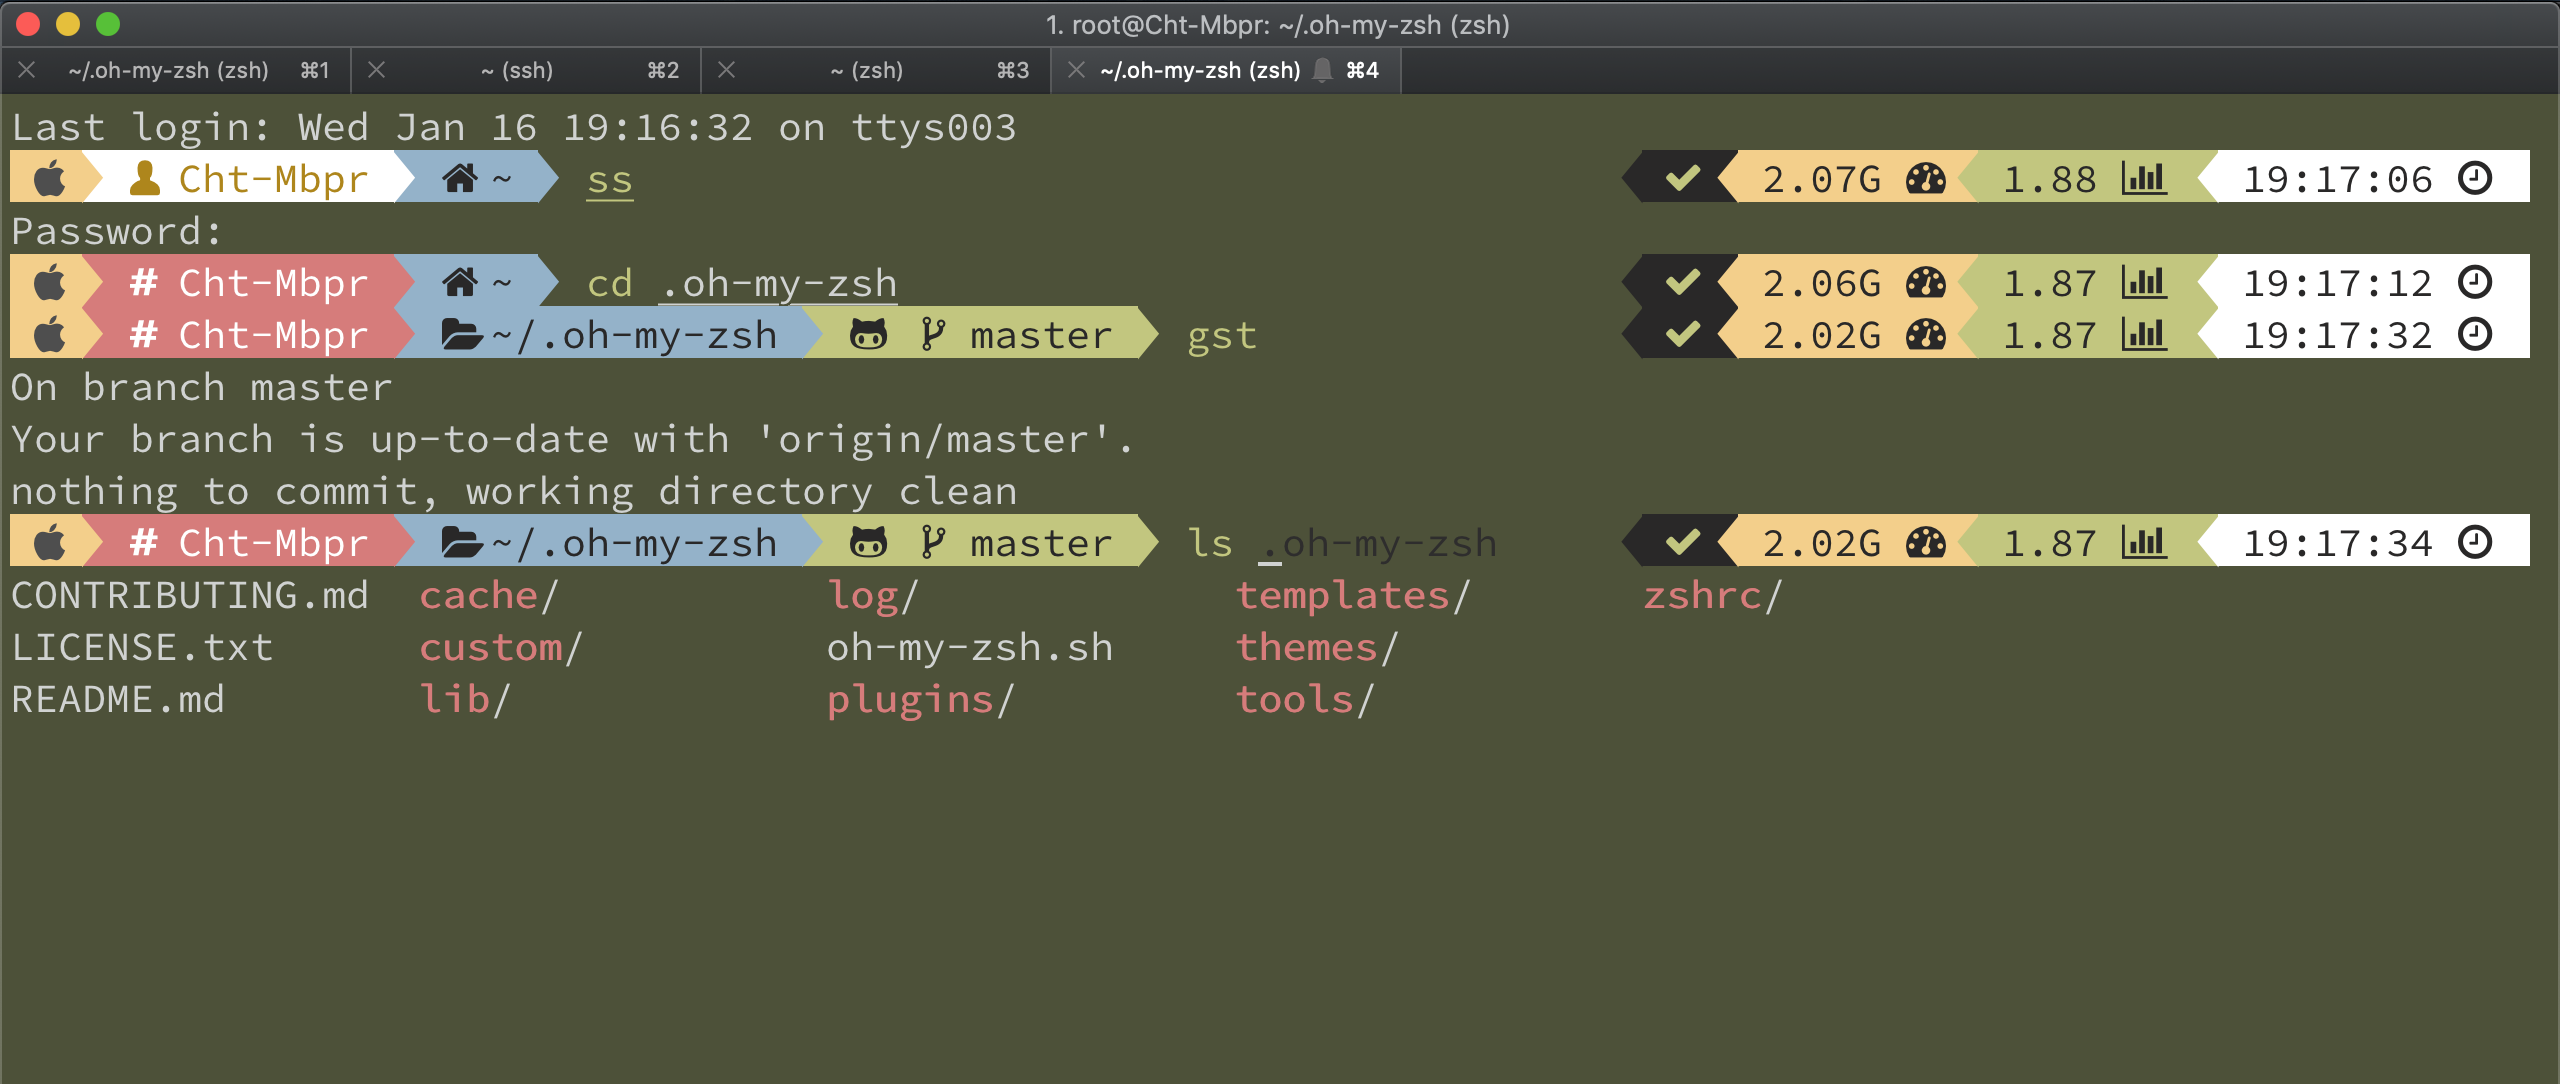 1. root@Cht-Mbpr: ~/.oh-my-zsh (zsh)
~/.oh-my-zsh (zsh) ⌘1 ~ (ssh) ⌘2 ~ (zsh) ⌘3 ~/.oh-my-zsh (zsh) ⌘4
Last login: Wed Jan 16 19:16:32 on ttys003
Cht-Mbpr ~ ss 2.07G 1.88 19:17:06
Password:
# Cht-Mbpr ~ cd .oh-my-zsh 2.06G 1.87 19:17:12
# Cht-Mbpr ~/.oh-my-zsh master gst 2.02G 1.87 19:17:32
On branch master
Your branch is up-to-date with 'origin/master'.
nothing to commit, working directory clean
# Cht-Mbpr ~/.oh-my-zsh master ls .oh-my-zsh 2.02G 1.87 19:17:34
CONTRIBUTING.md cache/ log/ templates/ zshrc/
LICENSE.txt custom/ oh-my-zsh.sh themes/
README.md lib/ plugins/ tools/